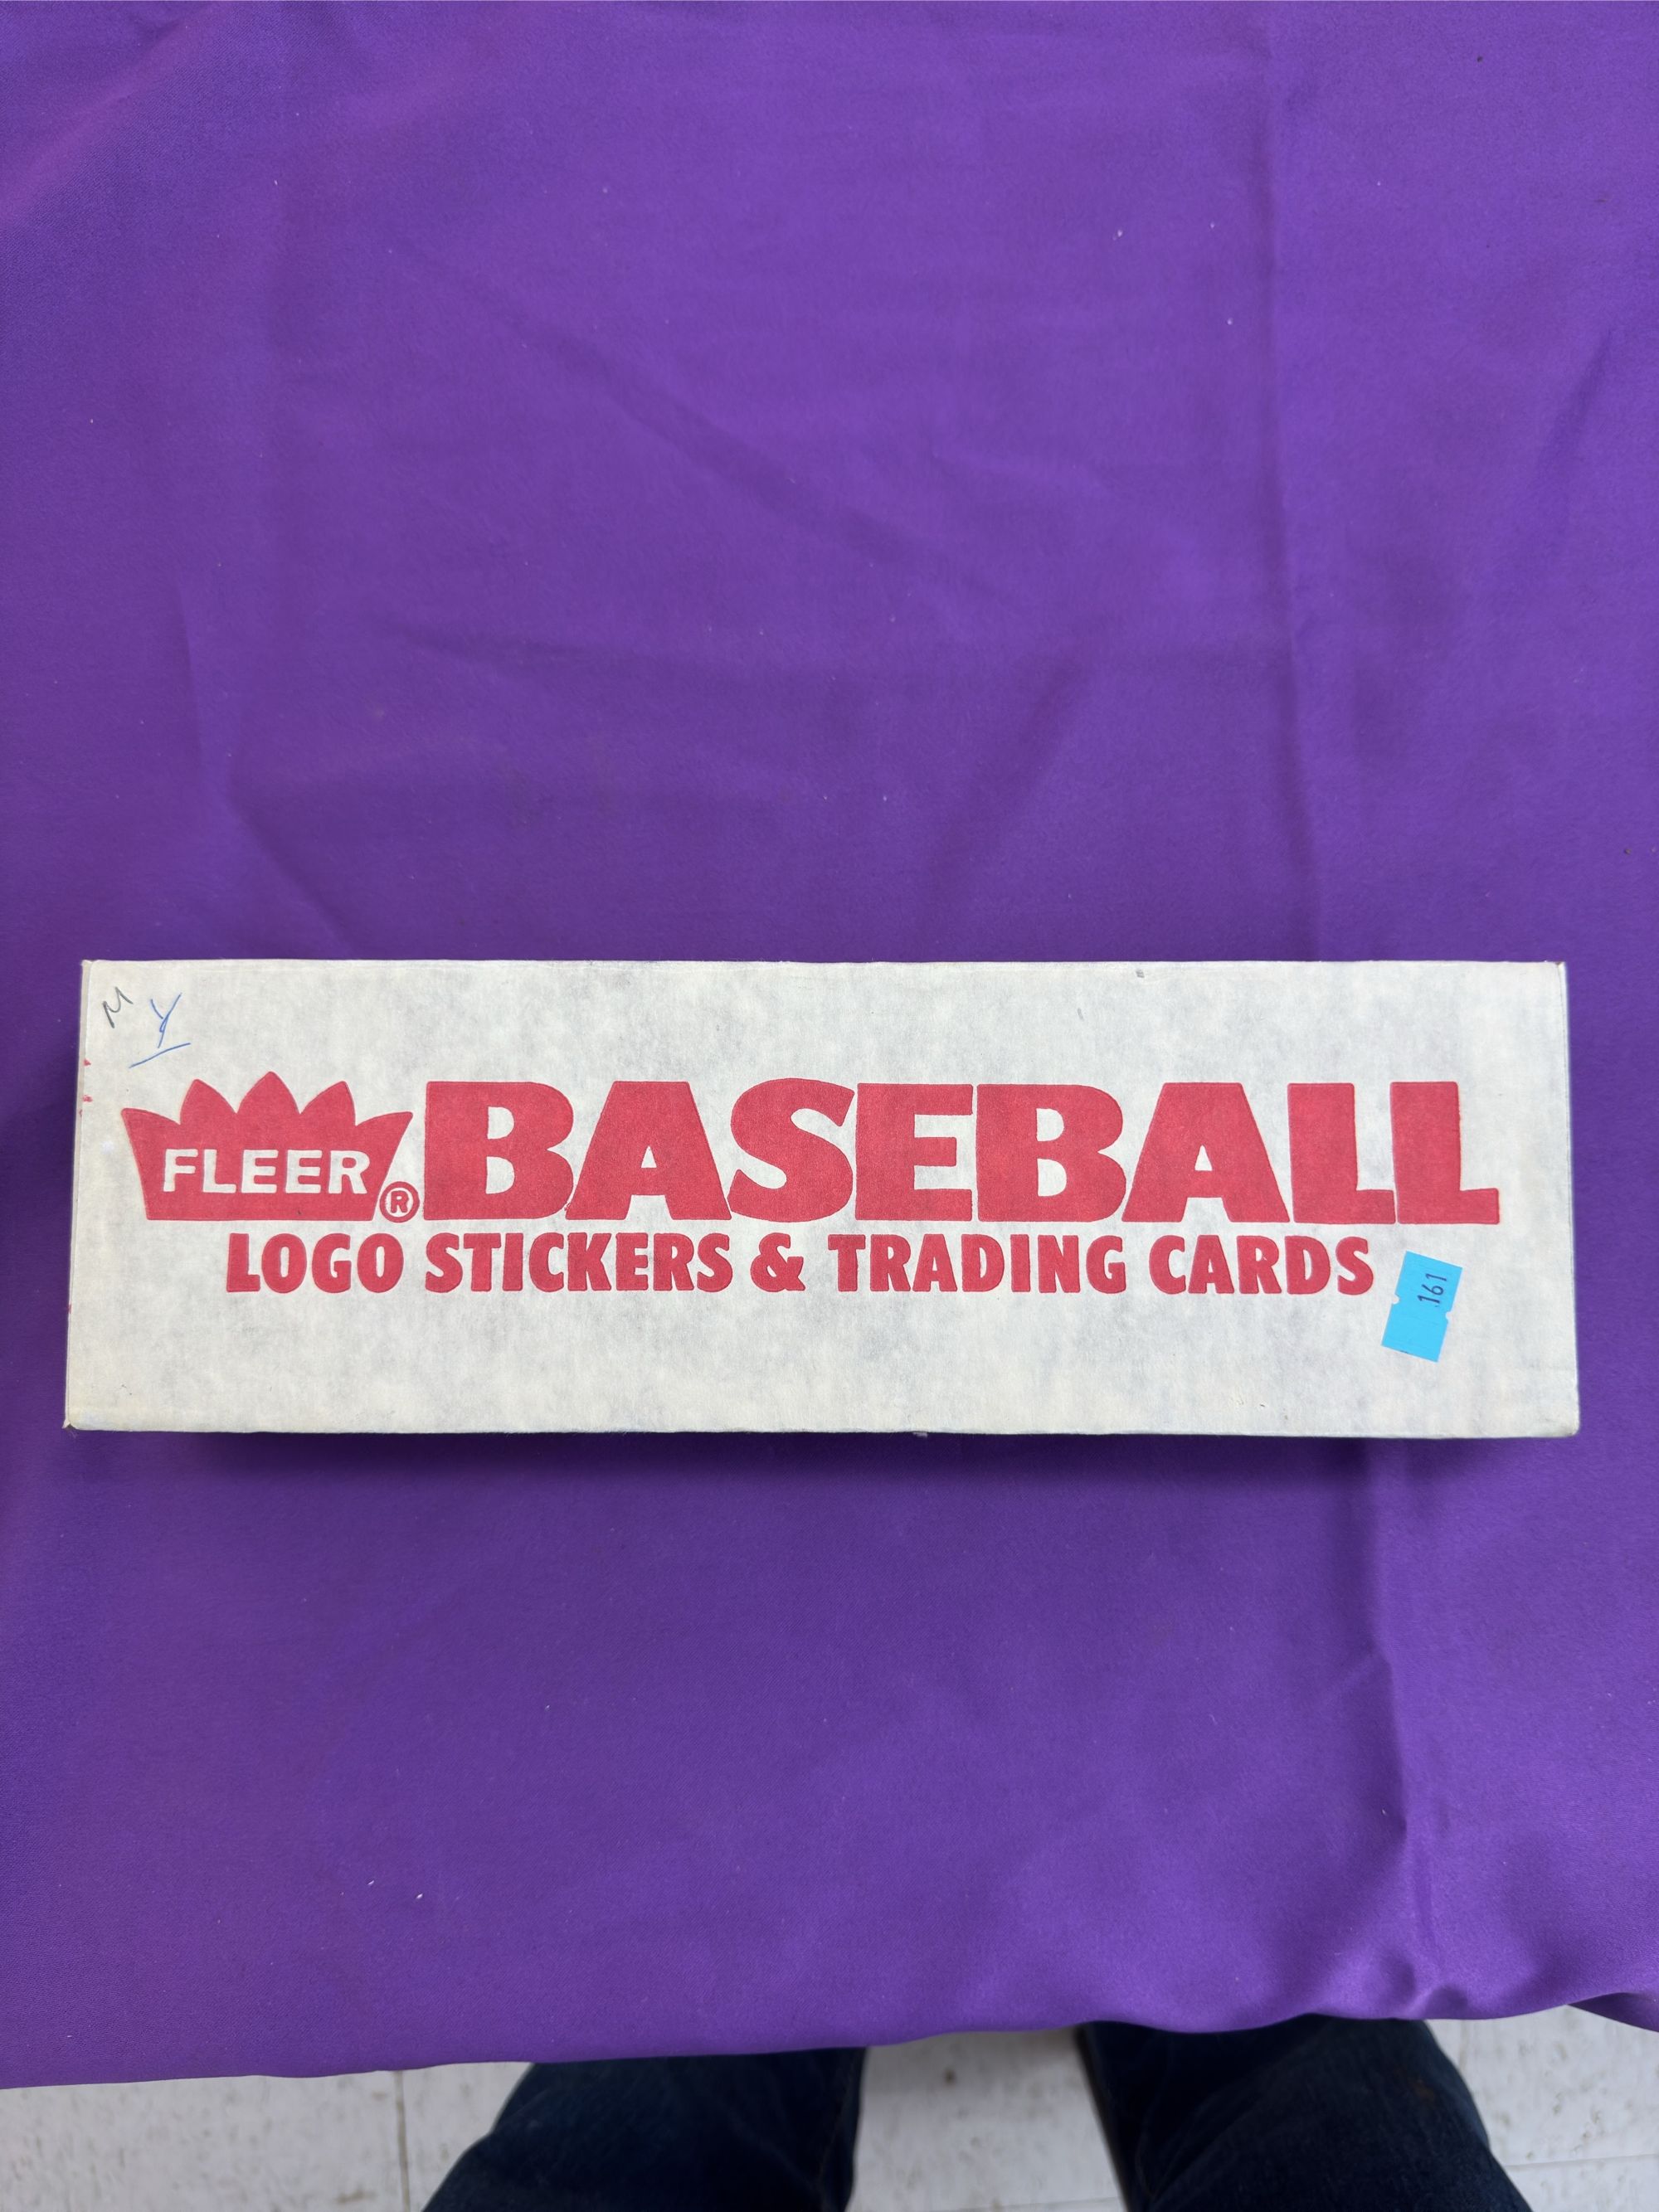 M Y
FLEER® BASEBALL
LOGO STICKERS & TRADING CARDS
161